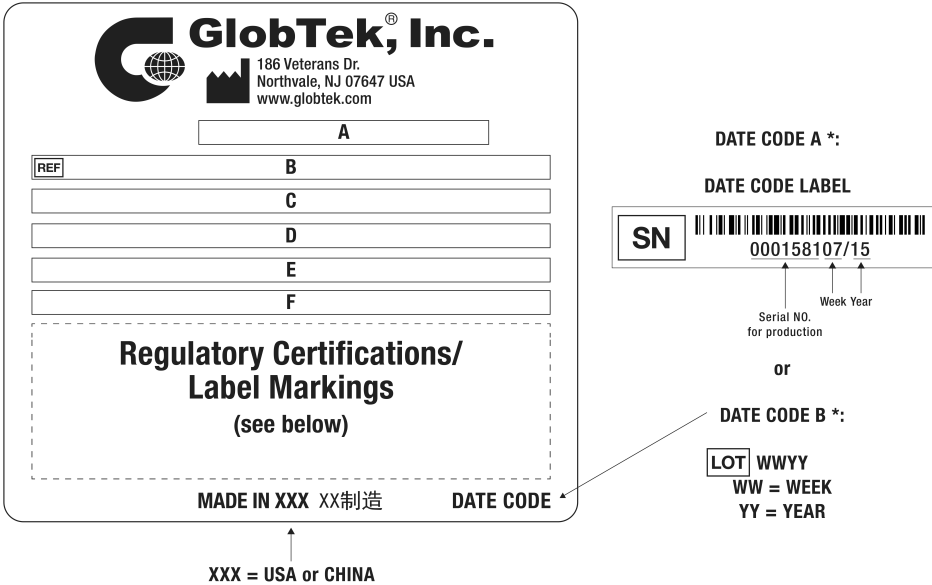 GlobTek®, Inc.
186 Veterans Dr.
Northvale, NJ 07647 USA
www.globtek.com
A
REF B
C
D
E
F
Regulatory Certifications/
Label Markings
(see below)
MADE IN XXX XX制造 DATE CODE
XXX = USA or CHINA
DATE CODE A *:
DATE CODE LABEL
SN
000158107/15
Week Year
Serial NO.
for production
or
DATE CODE B *:
LOT WWYY
WW = WEEK
YY = YEAR